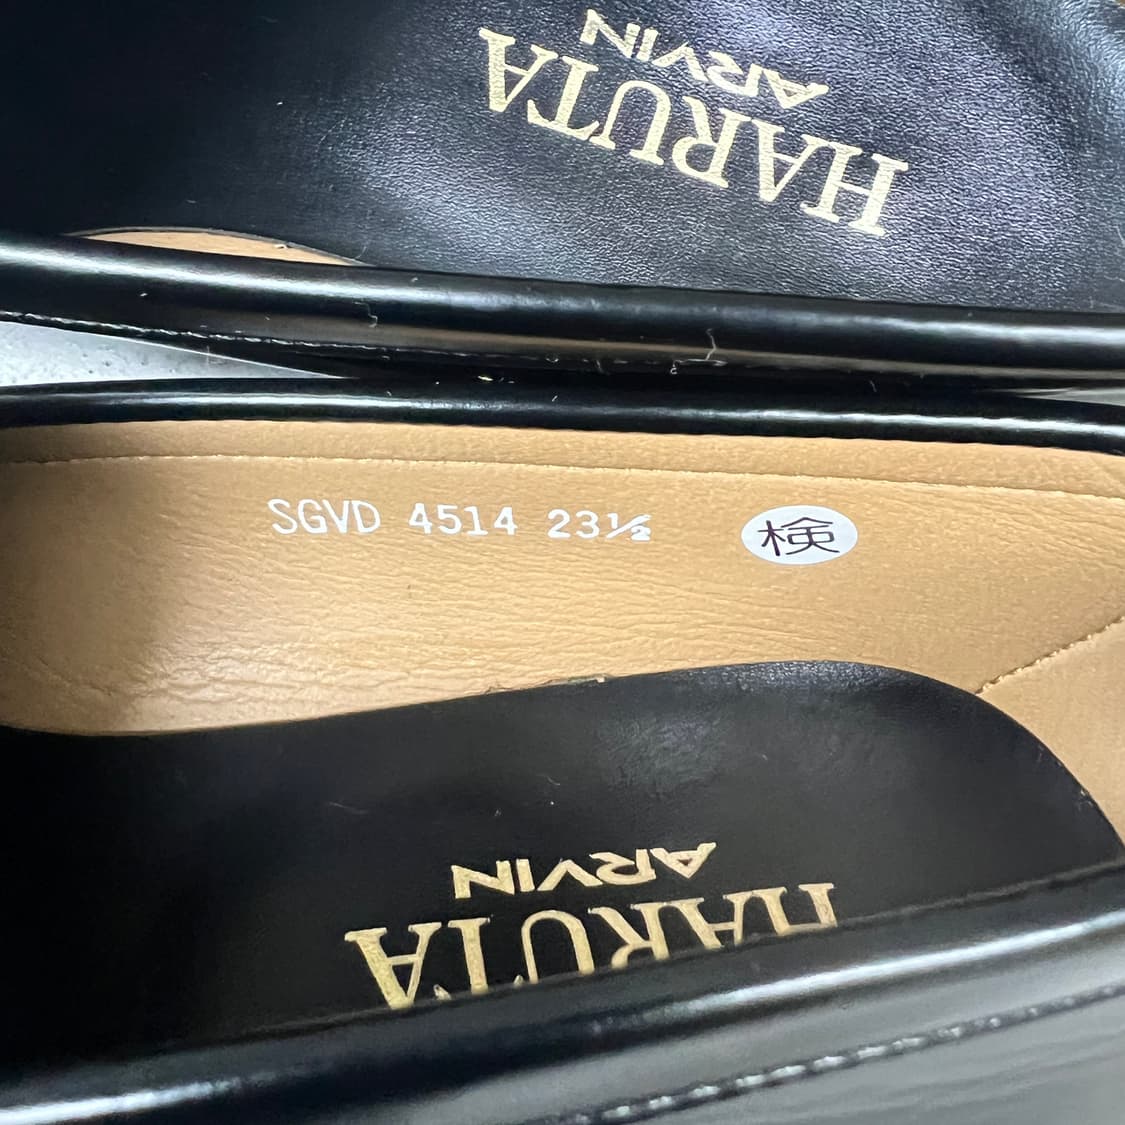 HARUTA
ARVIN
SGVD 4514 23½
検
HARUTA
ARVIN